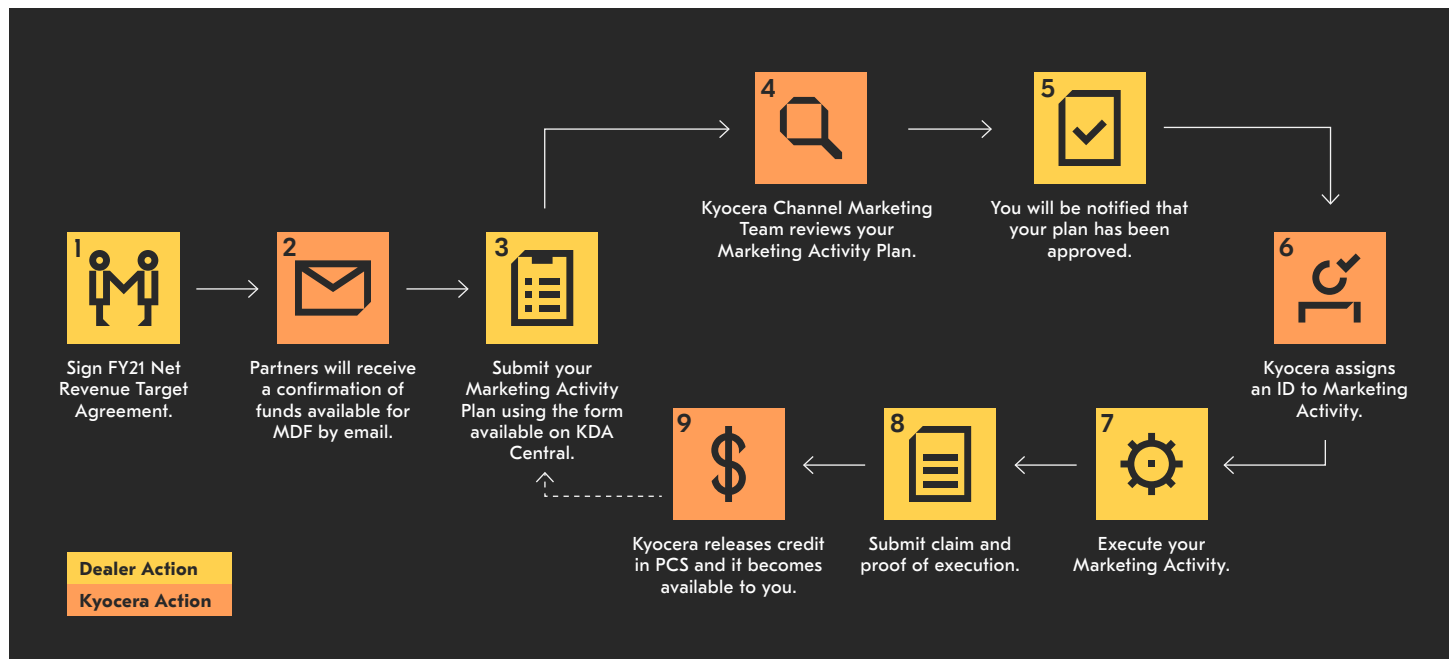 1
Sign FY21 Net
Revenue Target
Agreement.
2
Partners will receive
a confirmation of
funds available for
MDF by email.
3
Submit your
Marketing Activity
Plan using the form
available on KDA
Central.
4
Kyocera Channel Marketing
Team reviews your
Marketing Activity Plan.
5
You will be notified that
your plan has been
approved.
6
Kyocera assigns
an ID to Marketing
Activity.
7
Execute your
Marketing Activity.
8
Submit claim and
proof of execution.
9
$
Kyocera releases credit
in PCS and it becomes
available to you.
Dealer Action
Kyocera Action